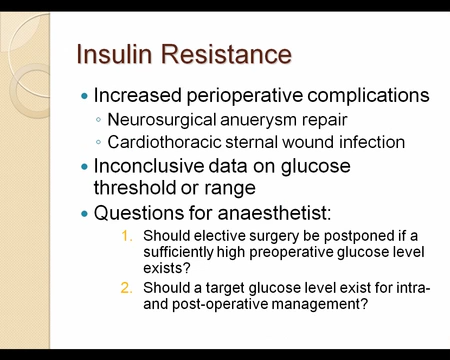 Insulin Resistance
Increased perioperative complications
Neurosurgical anuerysm repair
Cardiothoracic sternal wound infection
Inconclusive data on glucose
threshold or range
Questions for anaesthetist:
1. Should elective surgery be postponed if a
sufficiently high preoperative glucose level
exists?
2. Should a target glucose level exist for intra-
and post-operative management?